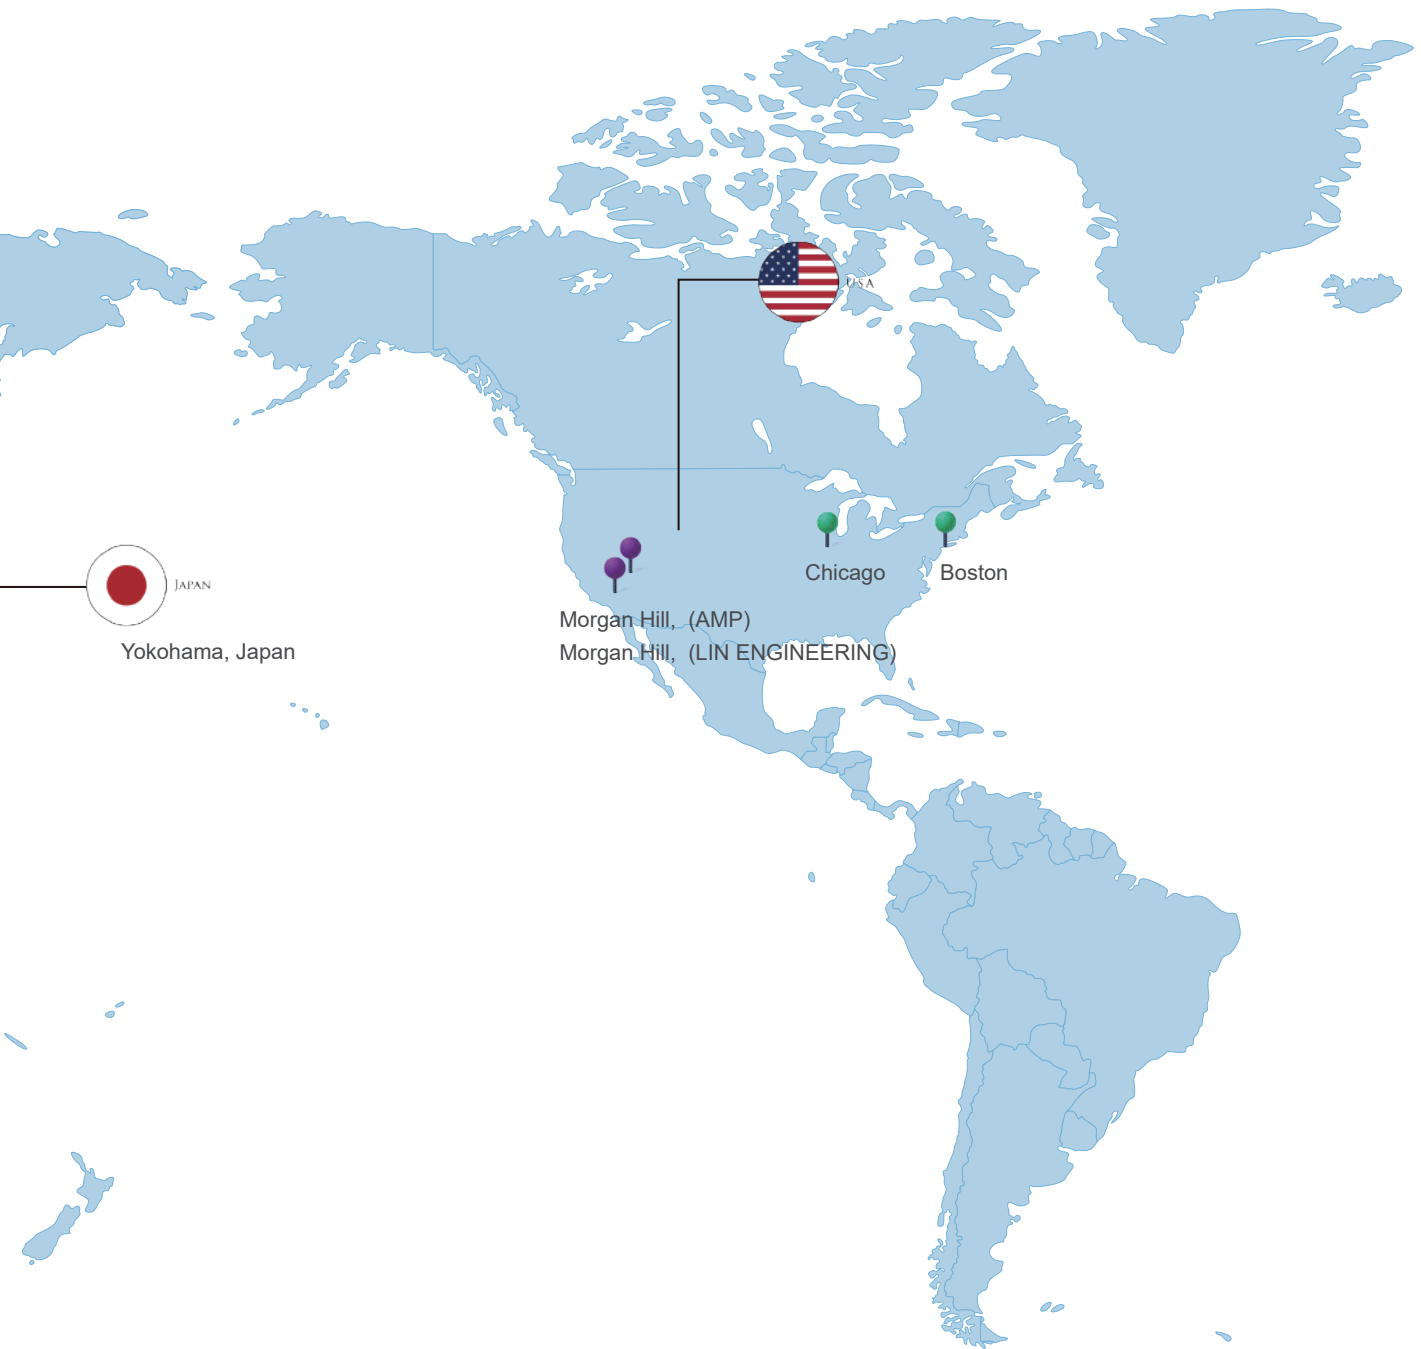 USA
Chicago
Boston
JAPAN
Morgan Hill, (AMP)
Yokohama, Japan
Morgan Hill, (LIN ENGINEERING)